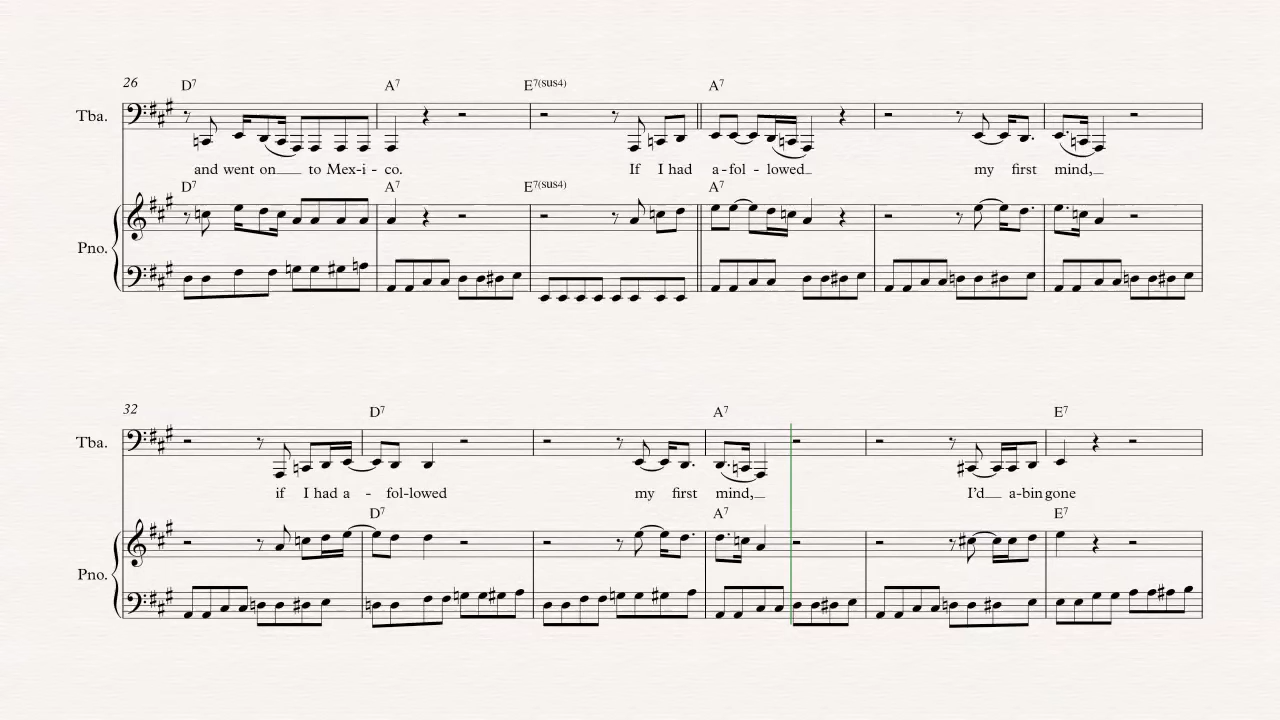 26
D7 A7 E7(sus4) A7
Tba.
and went on to Mex-i-co. If I had a-fol-lowed my first mind,
D7 A7 E7(sus4) A7
Pno.
32
D7 A7 E7
Tba.
if I had a-fol-lowed my first mind, I'd a-bin gone
D7 A7 E7
Pno.